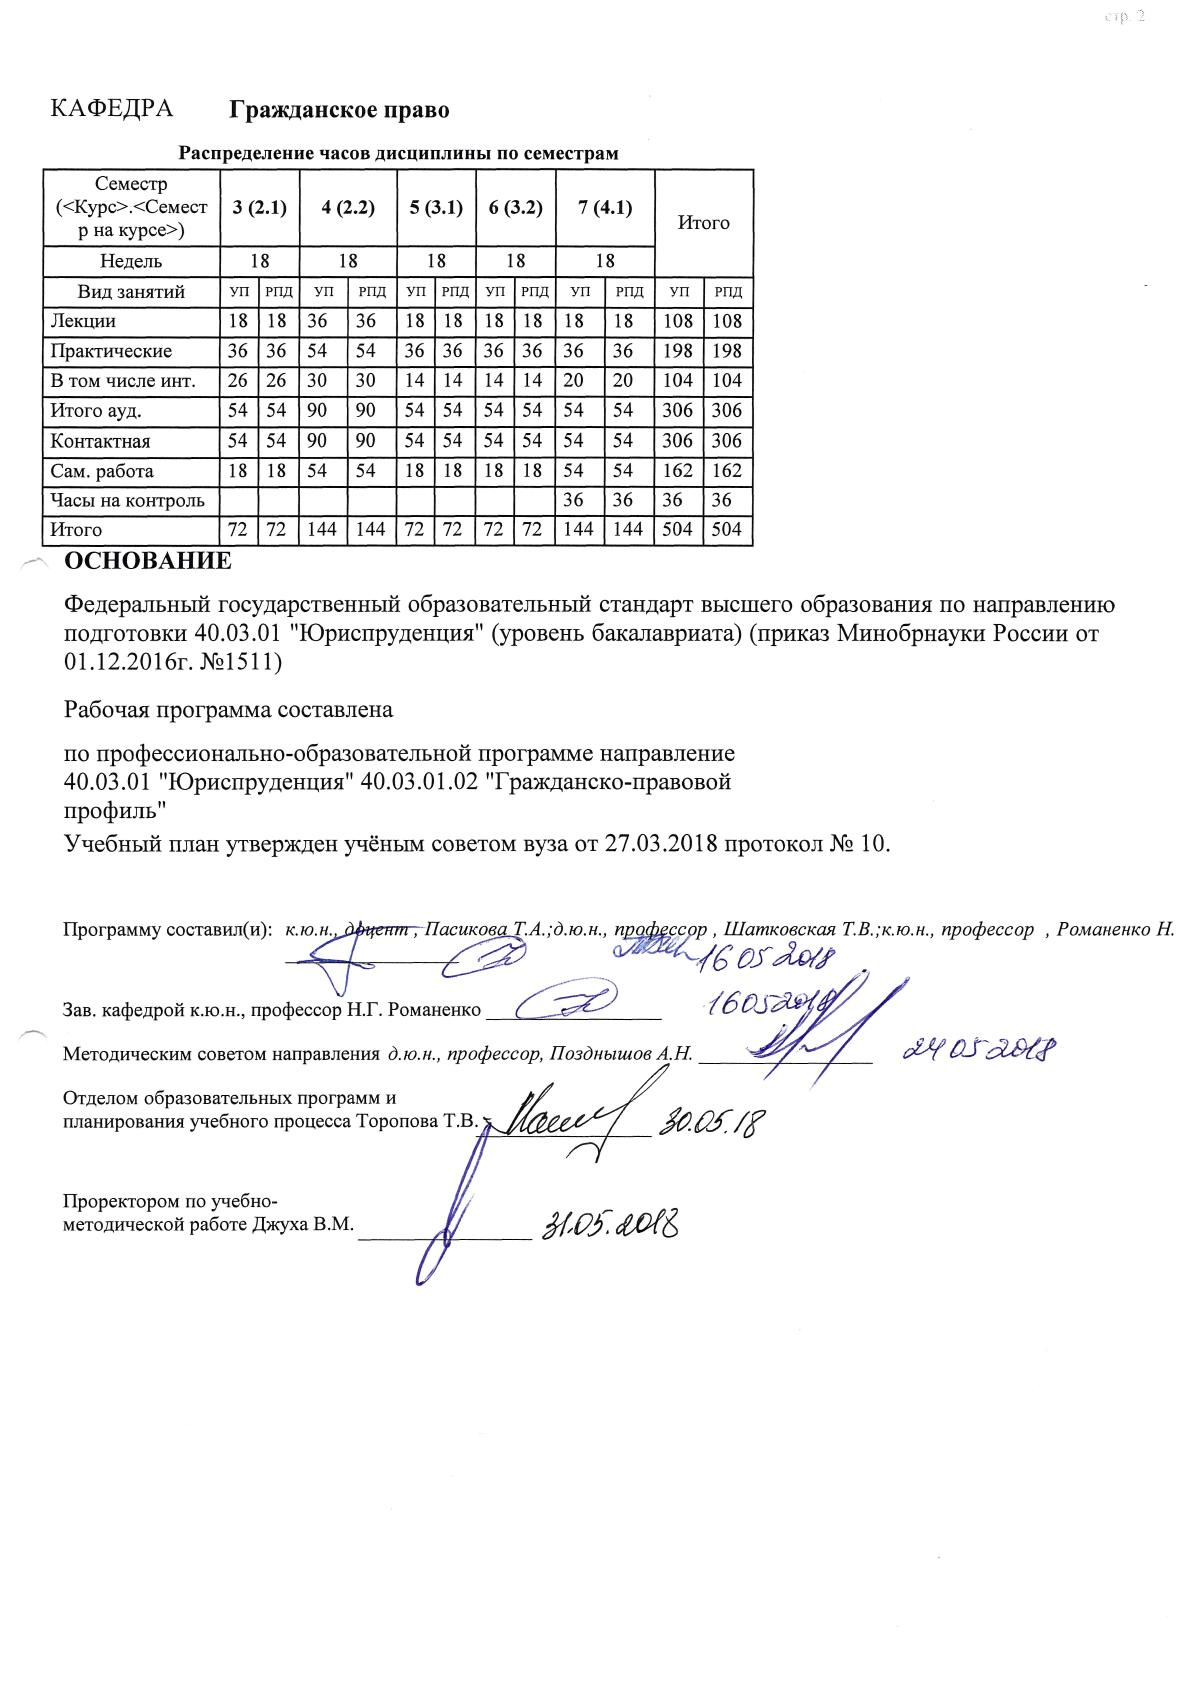 стр. 2
КАФЕДРА Гражданское право
Распределение часов дисциплины по семестрам
Семестр (<Курс>.<Семест р на курсе>) 3 (2.1) 4 (2.2) 5 (3.1) 6 (3.2) 7 (4.1) Итого
Недель 18 18 18 18 18
Вид занятий УП РПД УП РПД УП РПД УП РПД УП РПД УП РПД
Лекции 18 18 36 36 18 18 18 18 18 18 108 108
Практические 36 36 54 54 36 36 36 36 36 36 198 198
В том числе инт. 26 26 30 30 14 14 14 14 20 20 104 104
Итого ауд. 54 54 90 90 54 54 54 54 54 54 306 306
Контактная 54 54 90 90 54 54 54 54 54 54 306 306
Сам. работа 18 18 54 54 18 18 18 18 54 54 162 162
Часы на контроль 36 36 36 36
Итого 72 72 144 144 72 72 72 72 144 144 504 504
ОСНОВАНИЕ
Федеральный государственный образовательный стандарт высшего образования по направлению
подготовки 40.03.01 "Юриспруденция" (уровень бакалавриата) (приказ Минобрнауки России от
01.12.2016г. №1511)
Рабочая программа составлена
по профессионально-образовательной программе направление
40.03.01 "Юриспруденция" 40.03.01.02 "Гражданско-правовой
профиль"
Учебный план утвержден учёным советом вуза от 27.03.2018 протокол № 10.
Программу составил(и): к.ю.н., доцент , Пасикова Т.А.;д.ю.н., профессор , Шатковская Т.В.;к.ю.н., профессор , Романенко Н.
16 05 2018
Зав. кафедрой к.ю.н., профессор Н.Г. Романенко 16052018
Методическим советом направления д.ю.н., профессор, Позднышов А.Н. 24 05 2018
Отделом образовательных программ и
планирования учебного процесса Торопова Т.В. 30.05.18
Проректором по учебно-
методической работе Джуха В.М. 31.05.2018